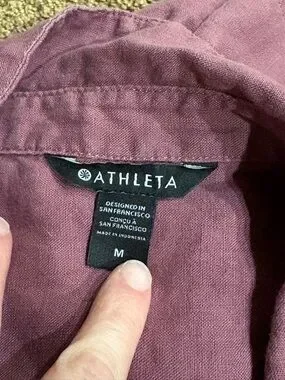 ATHLETA
DESIGNED IN
SAN FRANCISCO
CONÇU À
SAN FRANCISCO
MADE IN INDONESIA
M